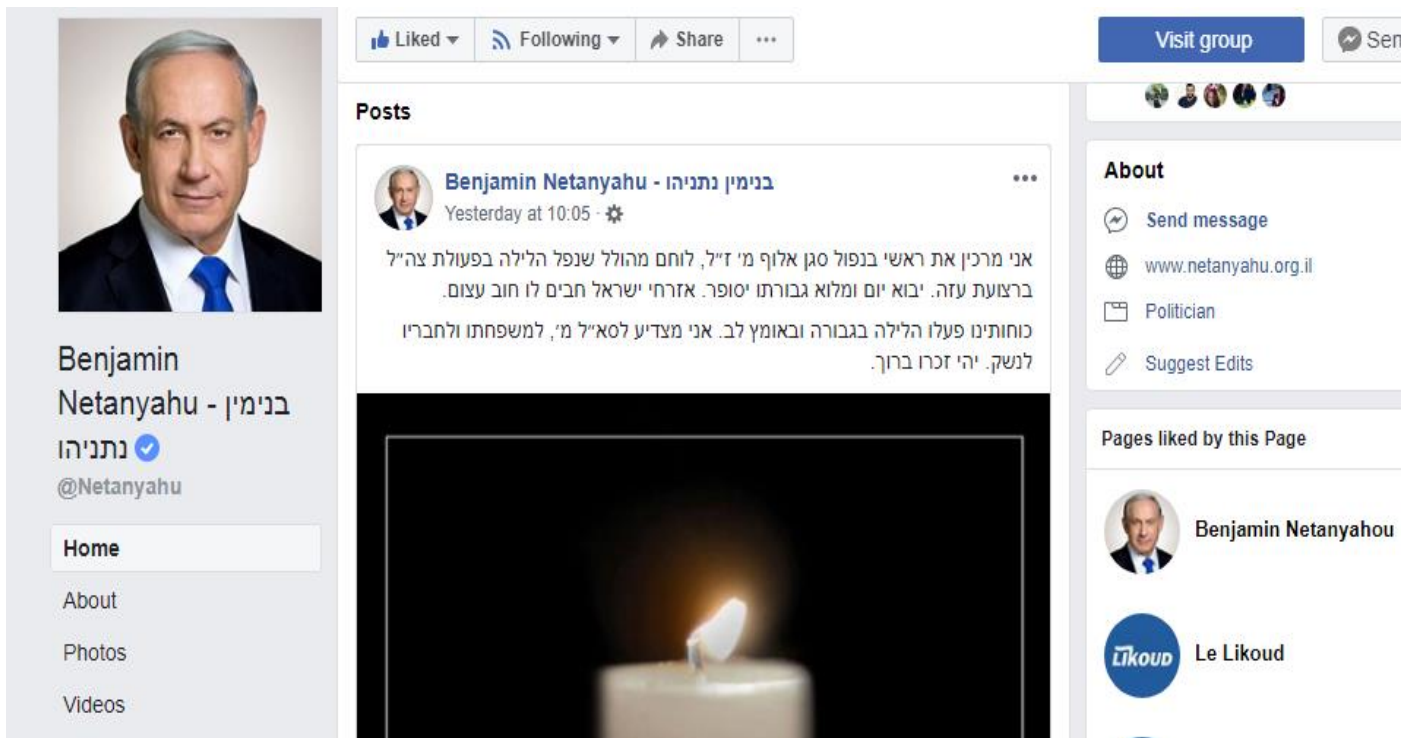 Liked
Following
Share
Visit group
Posts
Benjamin Netanyahu - בנימין נתניהו
Yesterday at 10:05 ·
אני מרכין את ראשי בנפול סגן אלוף מ׳ ז״ל, לוחם מהולל שנפל הלילה בפעולת צה״ל
ברצועת עזה. יבוא יום ומלוא גבורתו יסופר. אזרחי ישראל חבים לו חוב עצום.
כוחותינו פעלו הלילה בגבורה ובאומץ לב. אני מצדיע לסא״ל מ׳, למשפחתו ולחבריו
לנשק. יהי זכרו ברוך.
Benjamin
Netanyahu - בנימין
נתניהו
@Netanyahu
Home
About
Photos
Videos
About
Send message
www.netanyahu.org.il
Politician
Suggest Edits
Pages liked by this Page
Benjamin Netanyahou
LIKOUD
Le Likoud